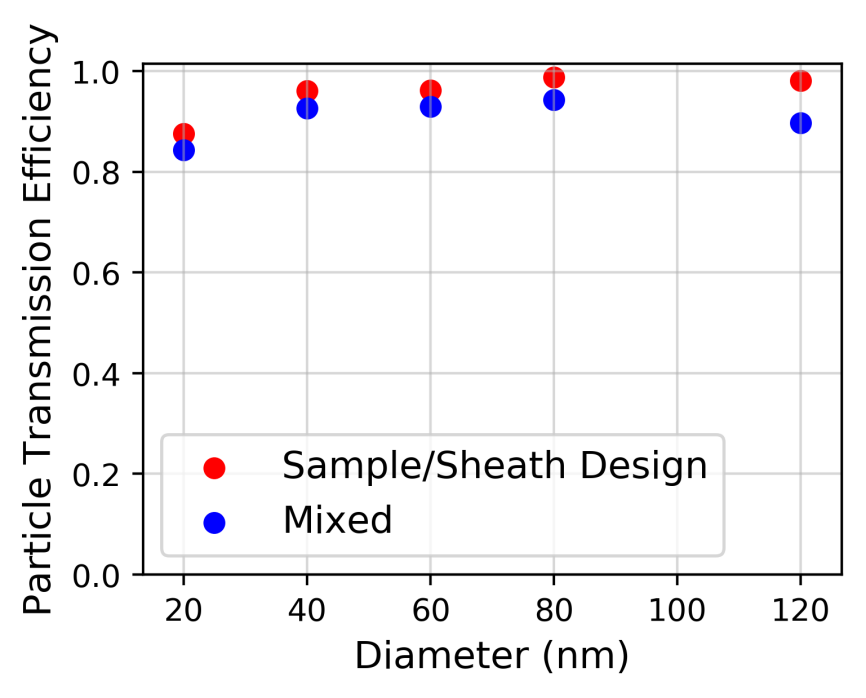 Particle Transmission Efficiency
1.0
0.8
0.6
0.4
0.2
0.0
Sample/Sheath Design
Mixed
20 40 60 80 100 120
Diameter (nm)